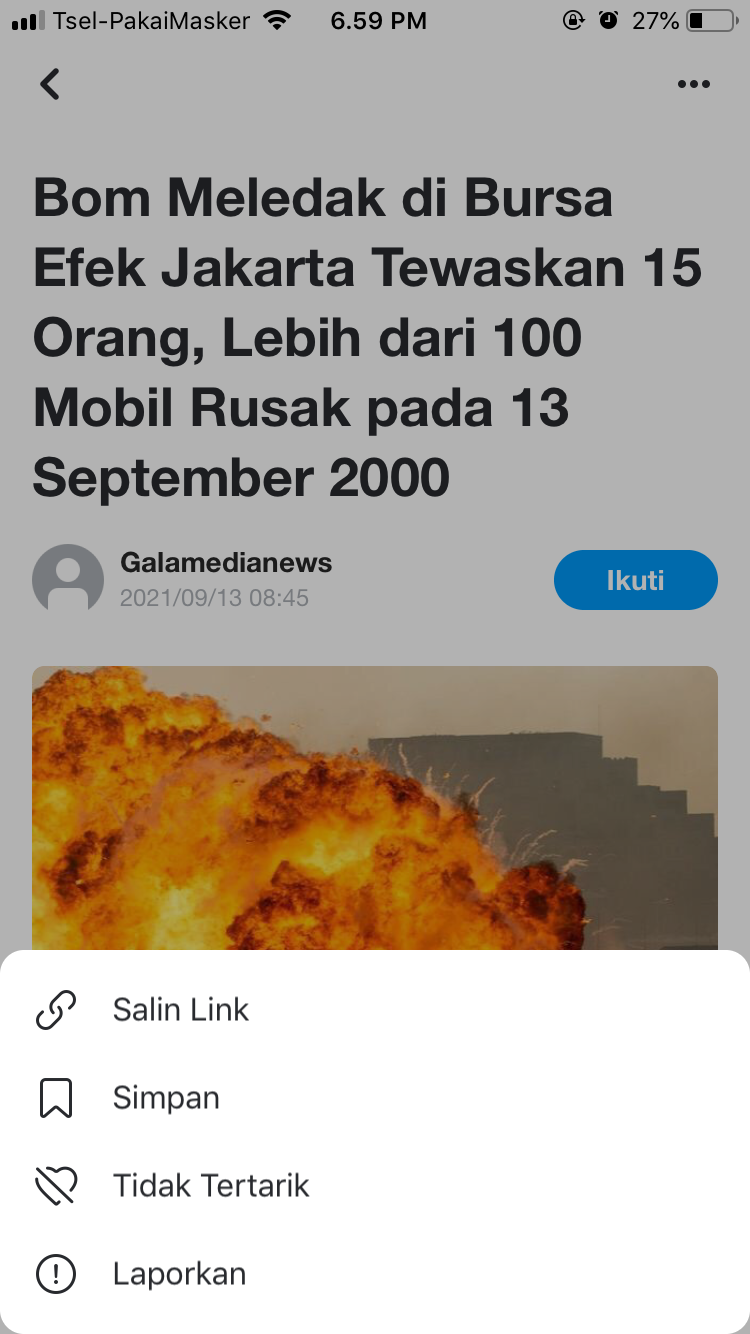 Tsel-PakaiMasker 6.59 PM 27%
Bom Meledak di Bursa
Efek Jakarta Tewaskan 15
Orang, Lebih dari 100
Mobil Rusak pada 13
September 2000
Galamedianews
2021/09/13 08:45
Ikuti
Salin Link
Simpan
Tidak Tertarik
Laporkan